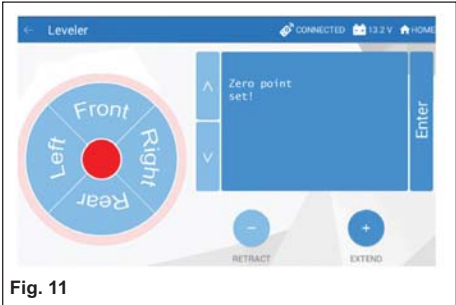 ← Leveler CONNECTED 13.2 V HOME
Front
Left
Right
Rear
Zero point
set!
Enter
RETRACT
EXTEND
Fig. 11